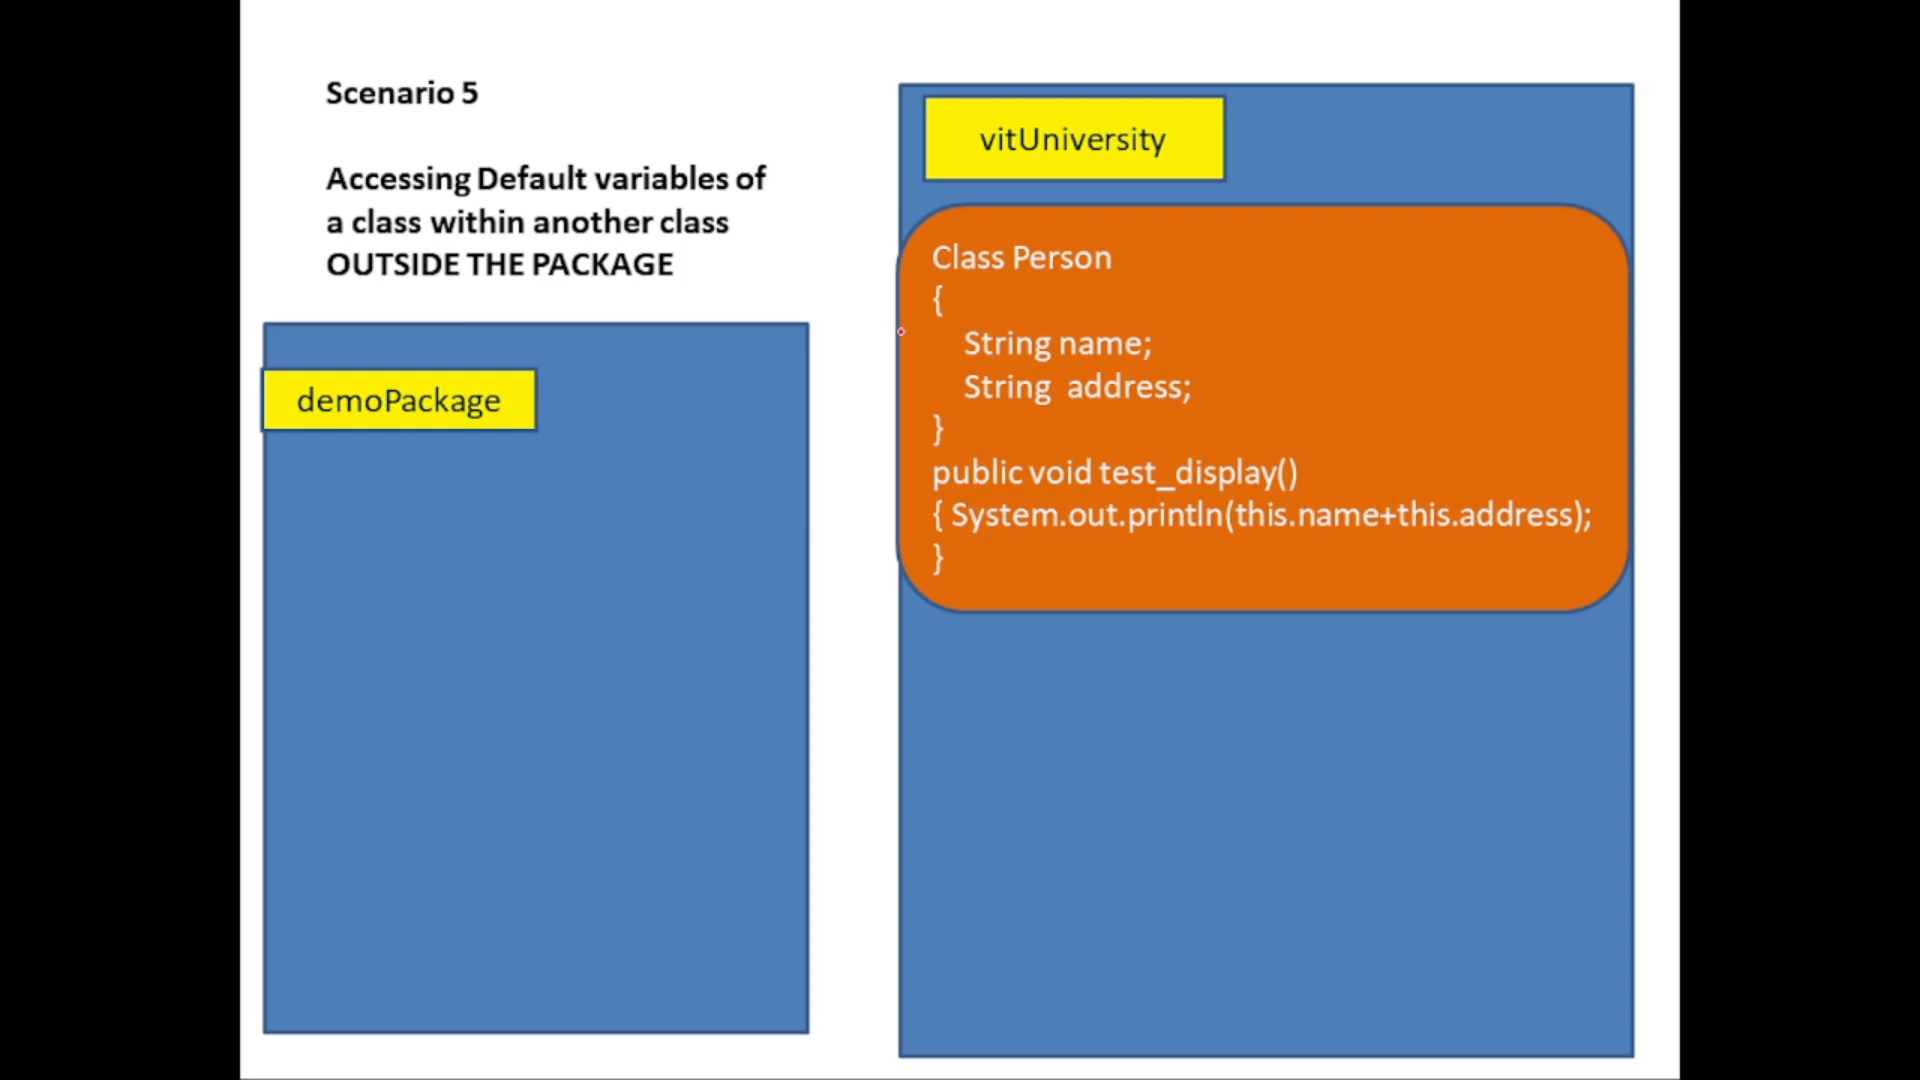 Scenario 5
Accessing Default variables of
a class within another class
OUTSIDE THE PACKAGE
demoPackage
vitUniversity
Class Person
{
String name;
String address;
}
public void test_display()
{ System.out.println(this.name+this.address);
}